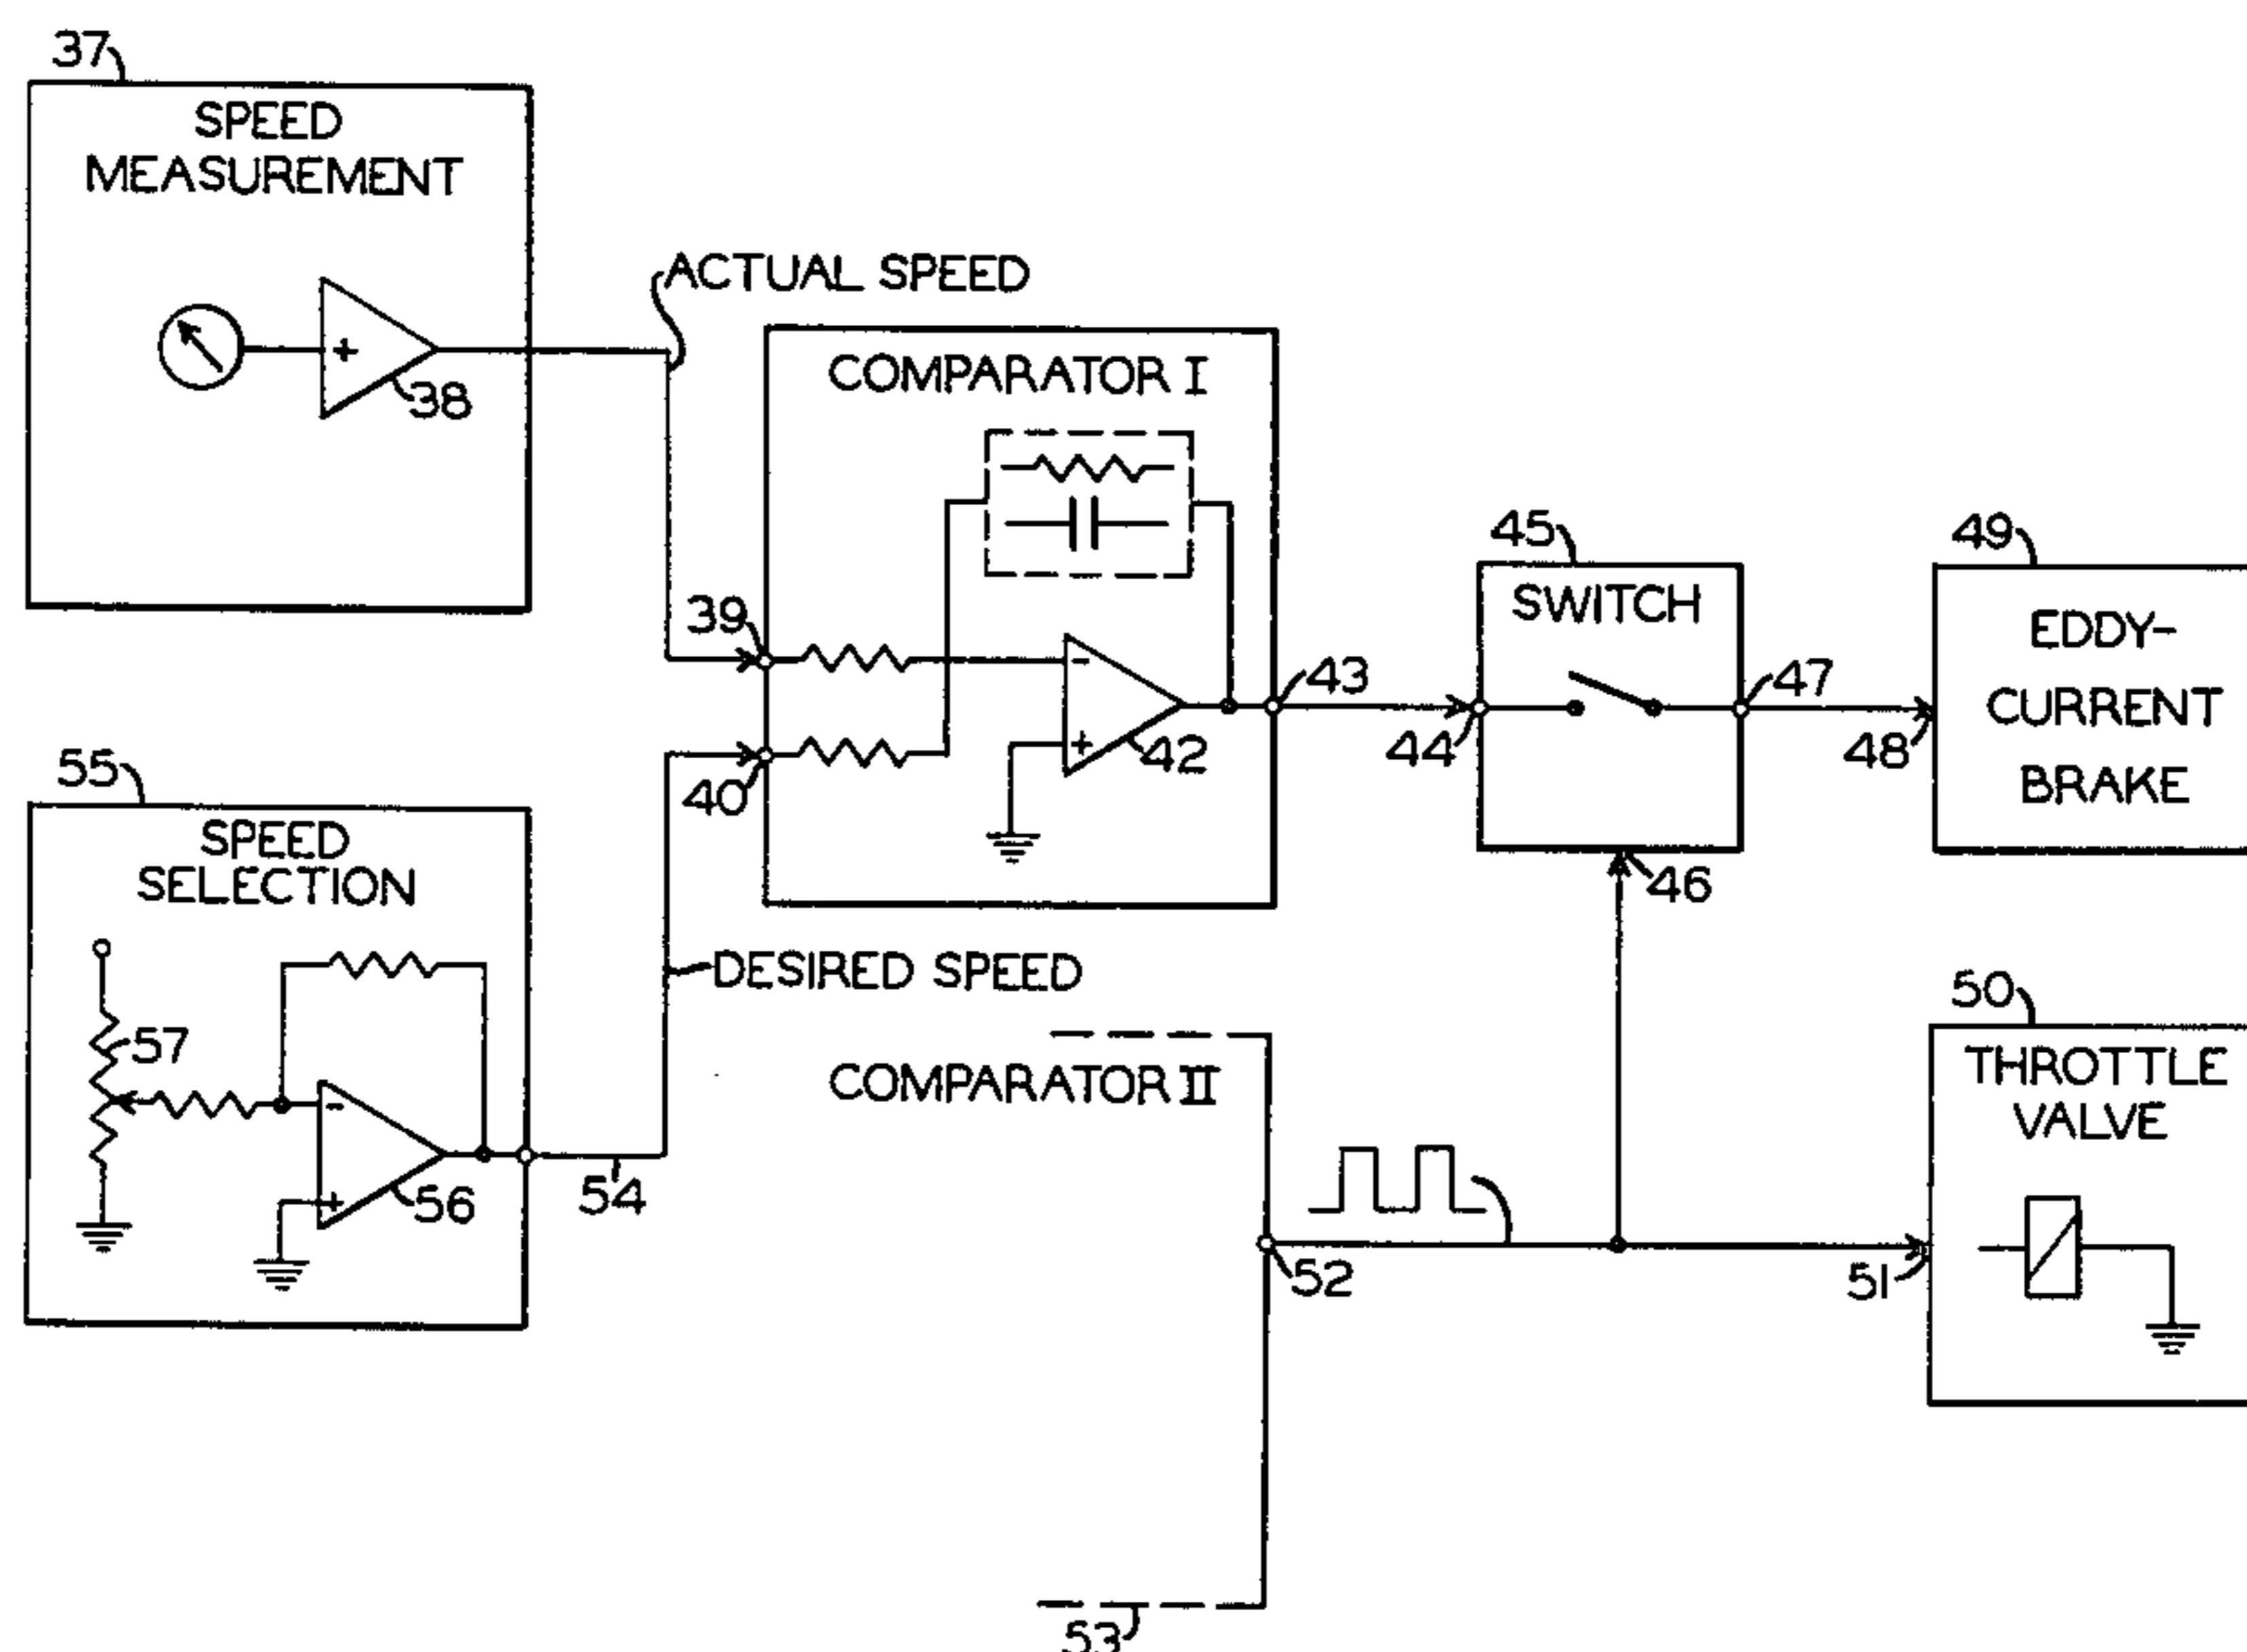 37
SPEED
MEASUREMENT
+
38
ACTUAL SPEED
COMPARATOR I
39
40
-
+
42
43
44
45
SWITCH
46
47
48
49
EDDY-
CURRENT
BRAKE
55
SPEED
SELECTION
57
-
+
56
54
DESIRED SPEED
COMPARATOR II
52
53
50
THROTTLE
VALVE
51